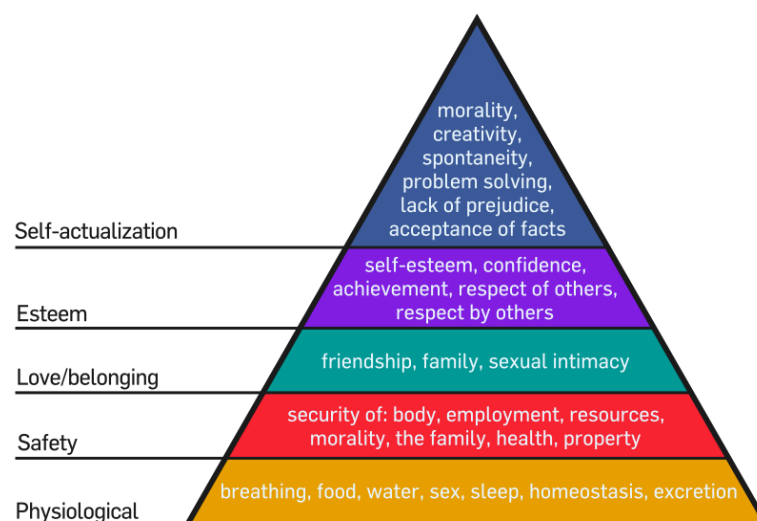 morality,
creativity,
spontaneity,
problem solving,
lack of prejudice,
acceptance of facts
Self-actualization
self-esteem, confidence,
achievement, respect of others,
respect by others
Esteem
friendship, family, sexual intimacy
Love/belonging
security of: body, employment, resources,
morality, the family, health, property
Safety
breathing, food, water, sex, sleep, homeostasis, excretion
Physiological